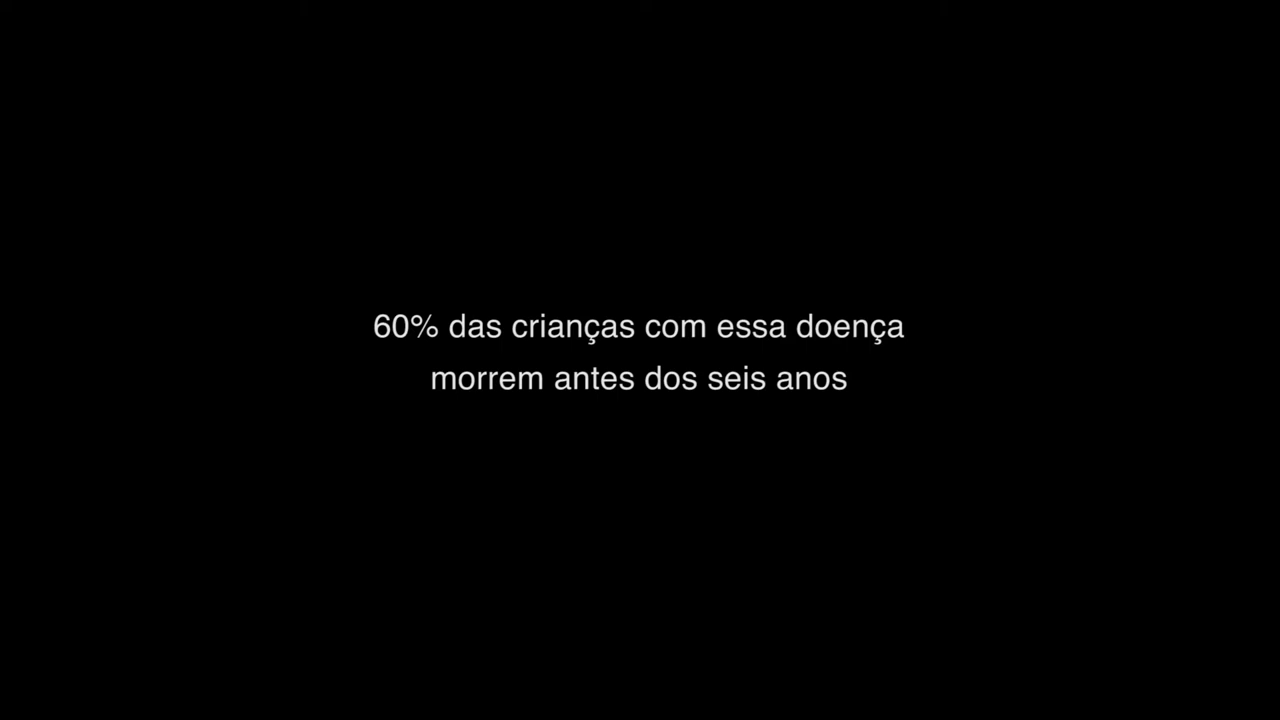 60% das crianças com essa doença
morrem antes dos seis anos